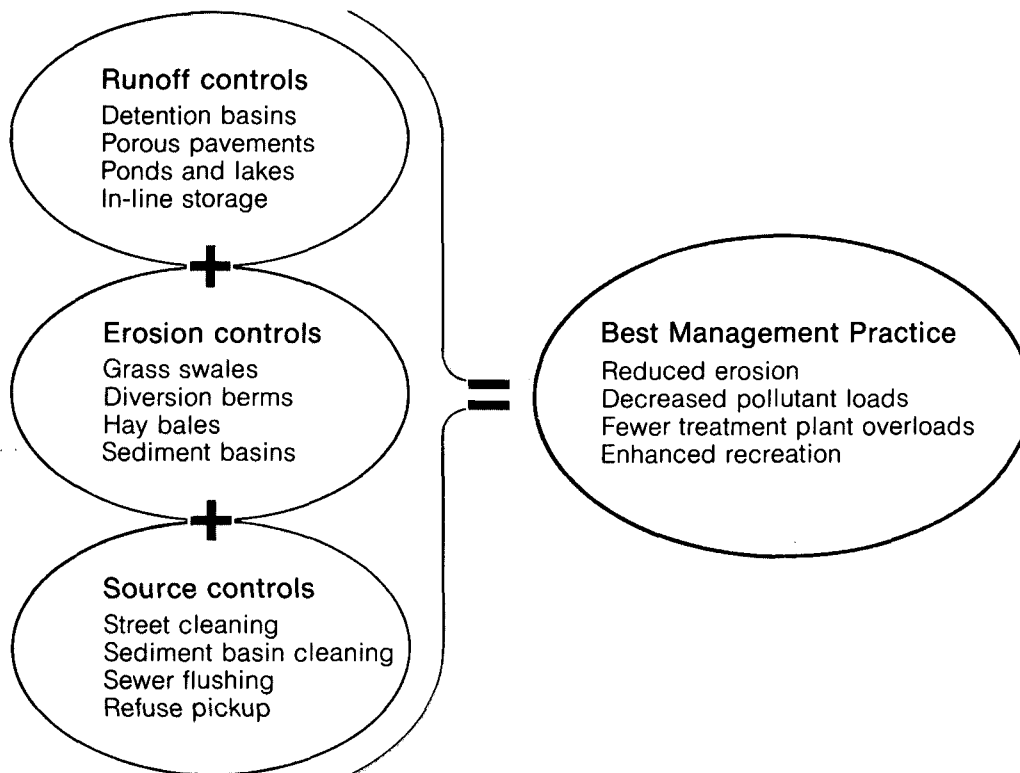 Runoff controls
Detention basins
Porous pavements
Ponds and lakes
In-line storage
+
Erosion controls
Grass swales
Diversion berms
Hay bales
Sediment basins
+
Source controls
Street cleaning
Sediment basin cleaning
Sewer flushing
Refuse pickup
=
Best Management Practice
Reduced erosion
Decreased pollutant loads
Fewer treatment plant overloads
Enhanced recreation